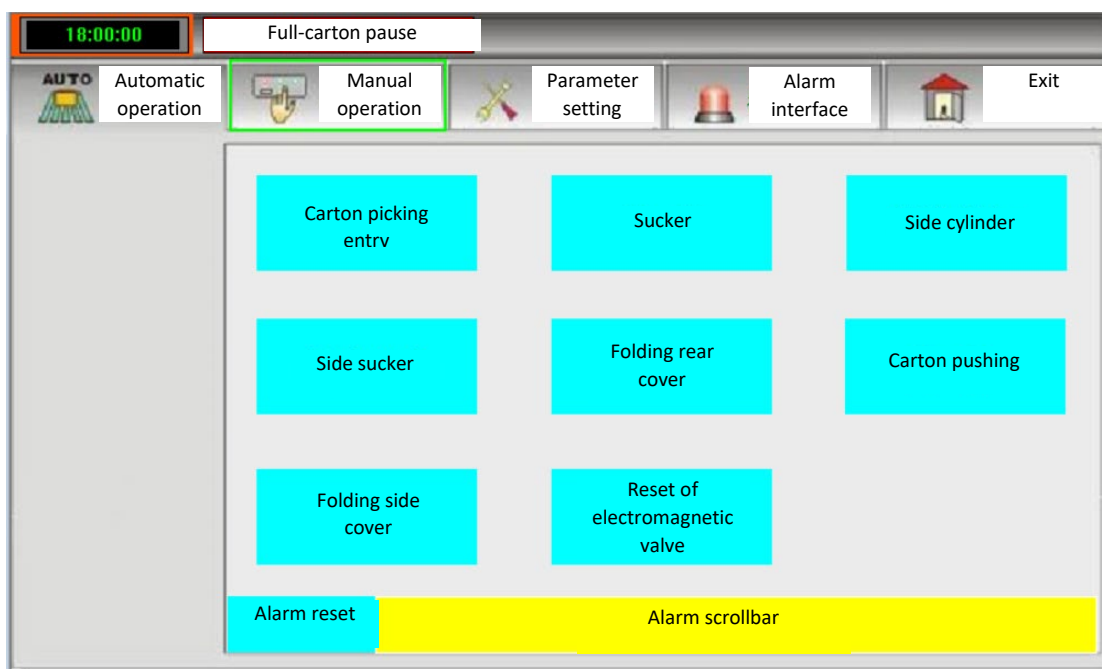 18:00:00
Full-carton pause
AUTO
Automatic
operation
Manual
operation
Parameter
setting
Alarm
interface
Exit
Carton picking
entry
Sucker
Side cylinder
Side sucker
Folding rear
cover
Carton pushing
Folding side
cover
Reset of
electromagnetic
valve
Alarm reset
Alarm scrollbar